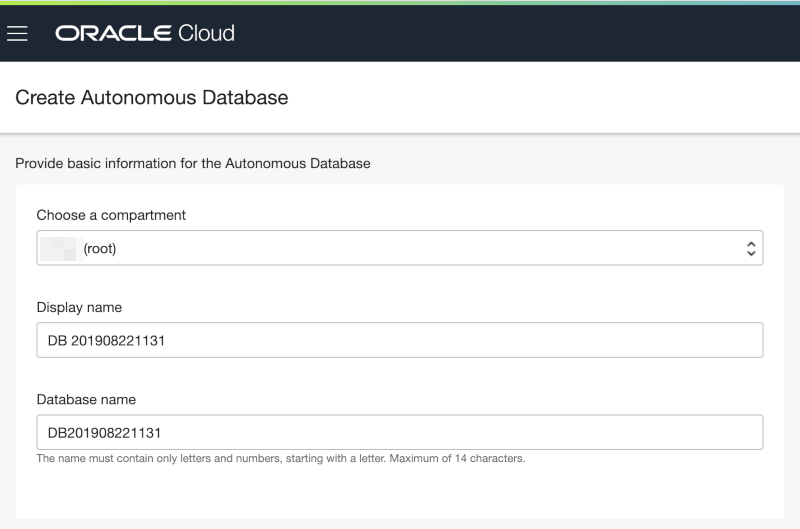 ORACLE Cloud
Create Autonomous Database
Provide basic information for the Autonomous Database
Choose a compartment
(root)
Display name
DB 201908221131
Database name
DB201908221131
The name must contain only letters and numbers, starting with a letter. Maximum of 14 characters.